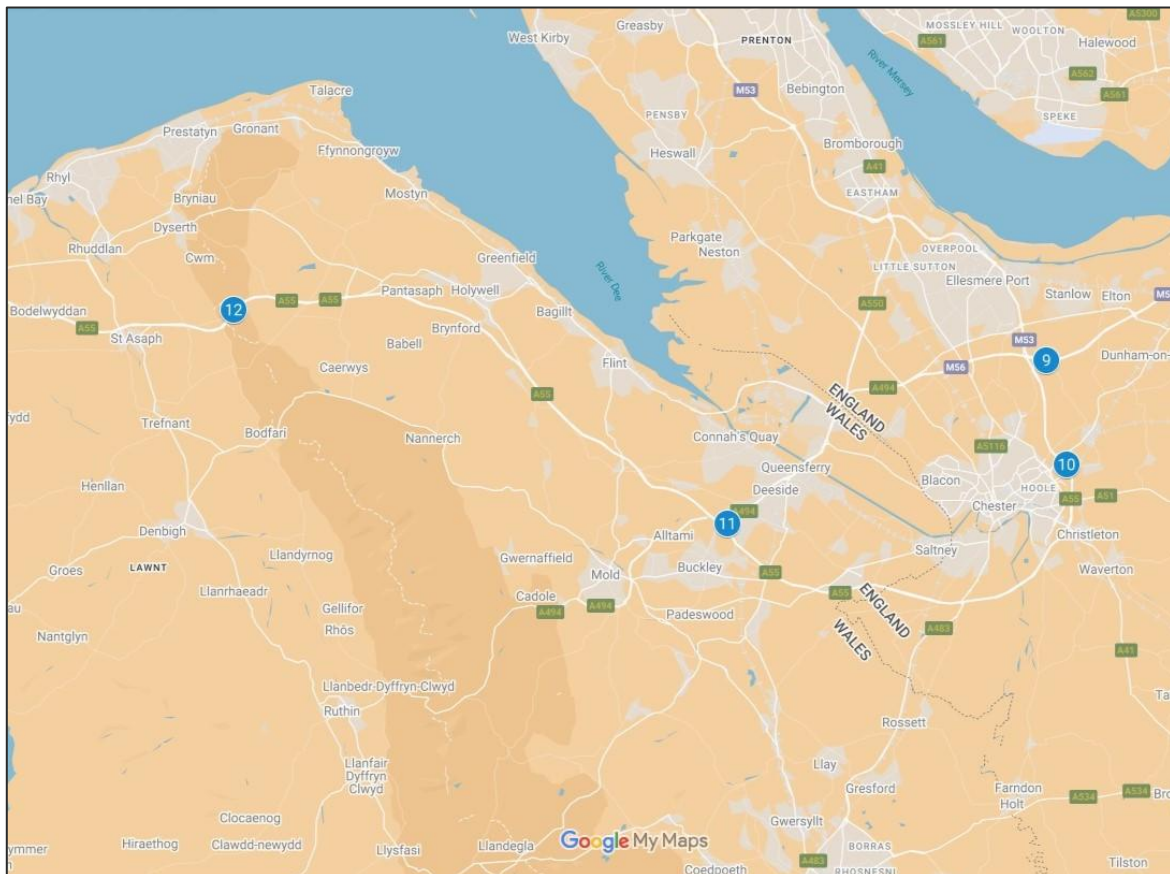 A5300
Greasby
MOSSLEY HILL
WOOLTON
West Kirby
PRENTON
A561
Halewood
River Mersey
A562
A561
Talacre
M53
Bebington
SPEKE
Prestatyn
Gronant
PENSBY
Ffynnongroyw
Heswall
Bromborough
A41
Rhyl
EASTHAM
nel Bay
Bryniau
Mostyn
Dyserth
Rhuddlan
Parkgate
Neston
OVERPOOL
Cwm
Greenfield
LITTLE SUTTON
River Dee
Ellesmere Port
Pantasaph
Holywell
Stanlow
Elton
A55
A55
A550
Bodelwyddan
12
Bagillt
A55
Brynford
St Asaph
Babell
M53
9
Dunham-on-
Caerwys
Flint
M56
A494
A55
ENGLAND
WALES
Trefnant
Bodfari
Nannerch
Connah's Quay
A5116
Queensferry
10
Henllan
Blacon
HOOLE
Deeside
A55
A51
Chester
A494
11
Denbigh
Alltami
Christleton
Llandyrnog
Gwernaffield
Saltney
LAWNT
Groes
Mold
Buckley
A55
Waverton
Llanrhaeadr
Cadole
A55
ENGLAND
WALES
Gellifor
A494
A494
Padeswood
Rhôs
A483
Nantglyn
A41
Llanbedr-Dyffryn-Clwyd
Ruthin
Rossett
Llanfair
Dyffryn
Clwyd
Llay
Gresford
Farndon
Holt
A534
A534
Clocaenog
Gwersyllt
Hiraethog
Clawdd-newydd
Llysfasi
Llandegla
Google My Maps
BORRAS
A483
Coedpoeth
RHOSNESNI
Tilston